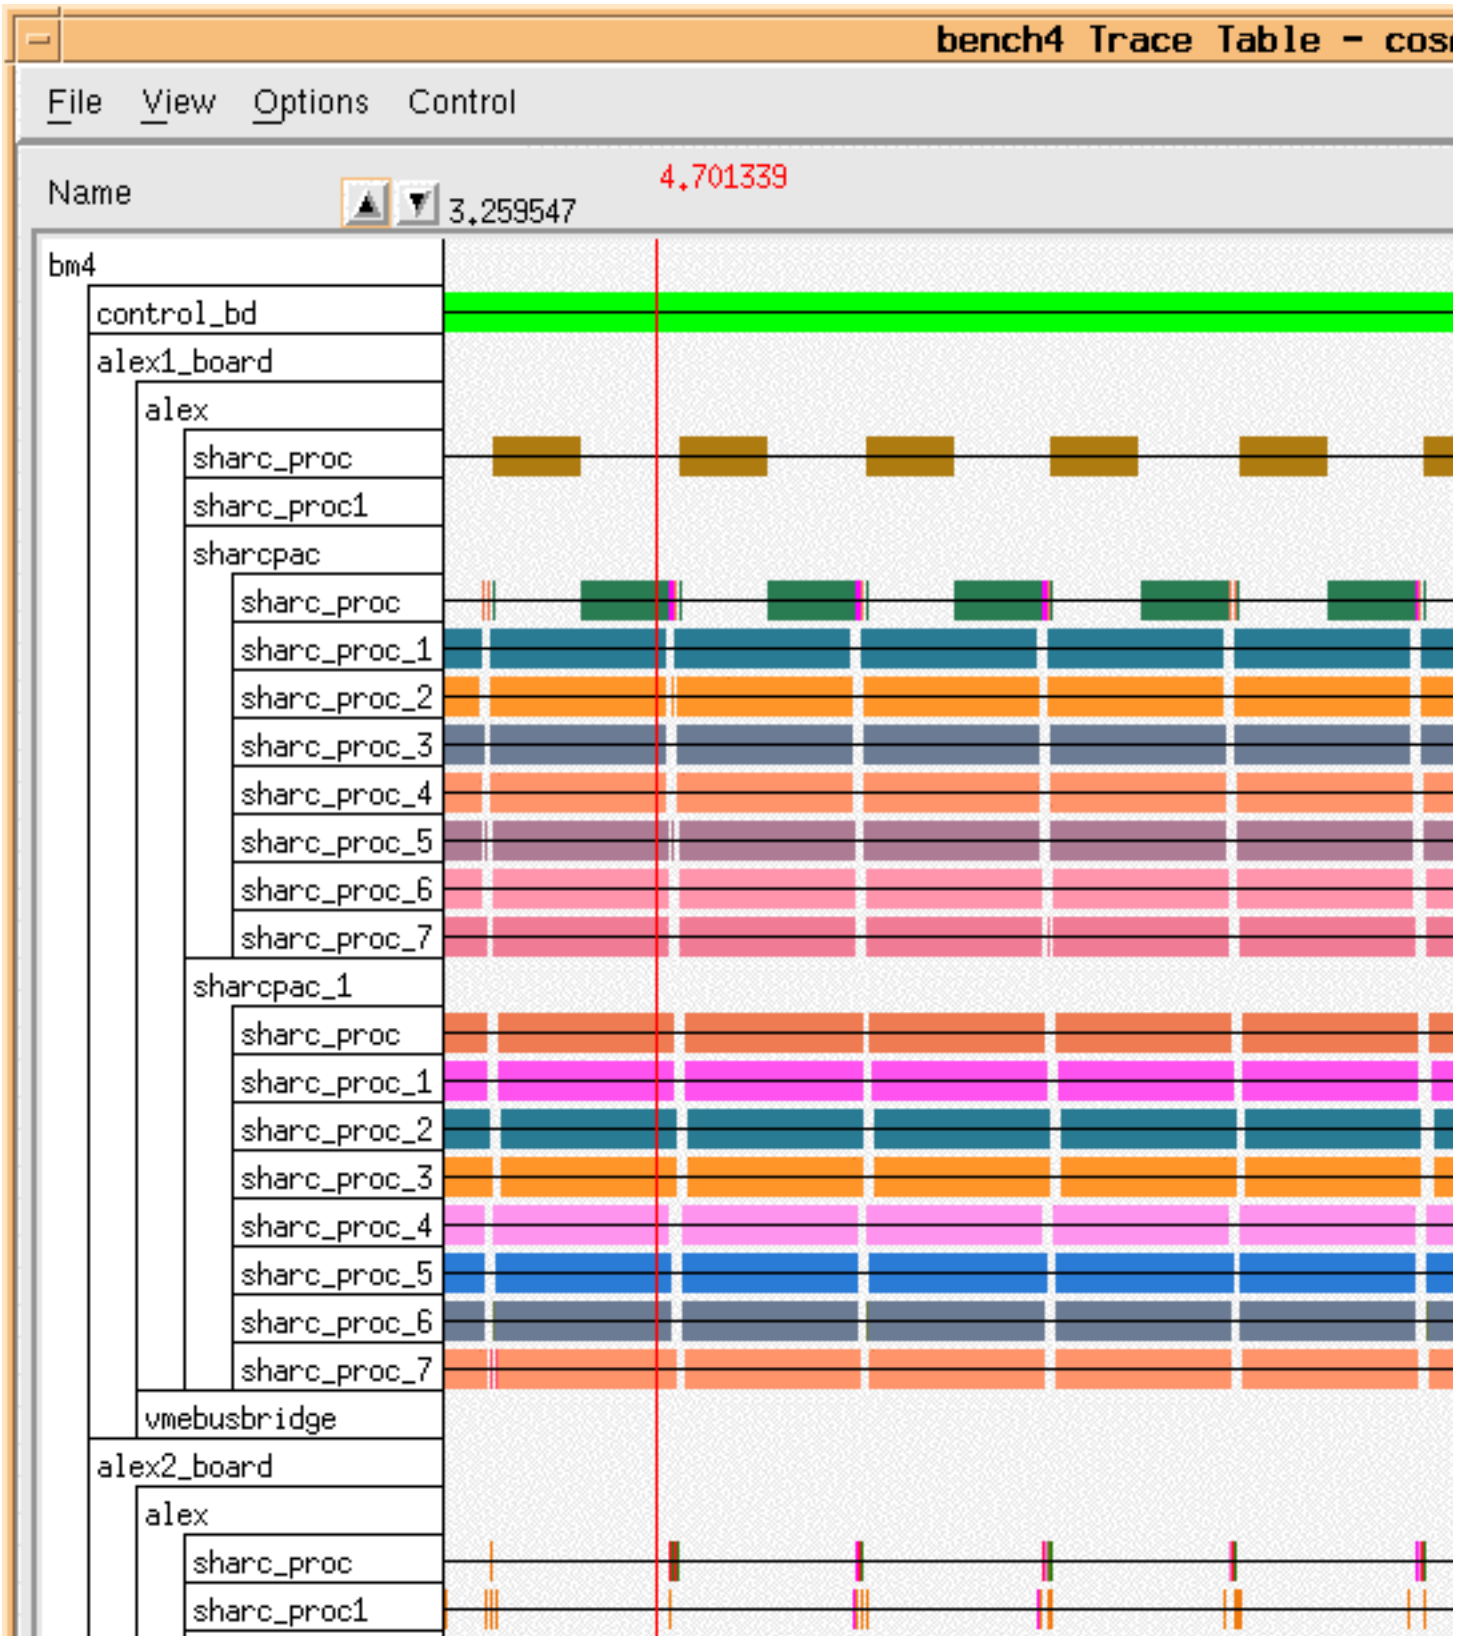 bench4 Trace Table - cos
File View Options Control
4.701339
Name 3.259547
bm4
control_bd
alex1_board
alex
sharc_proc
sharc_proc1
sharcpac
sharc_proc
sharc_proc_1
sharc_proc_2
sharc_proc_3
sharc_proc_4
sharc_proc_5
sharc_proc_6
sharc_proc_7
sharcpac_1
sharc_proc
sharc_proc_1
sharc_proc_2
sharc_proc_3
sharc_proc_4
sharc_proc_5
sharc_proc_6
sharc_proc_7
vmebusbridge
alex2_board
alex
sharc_proc
sharc_proc1